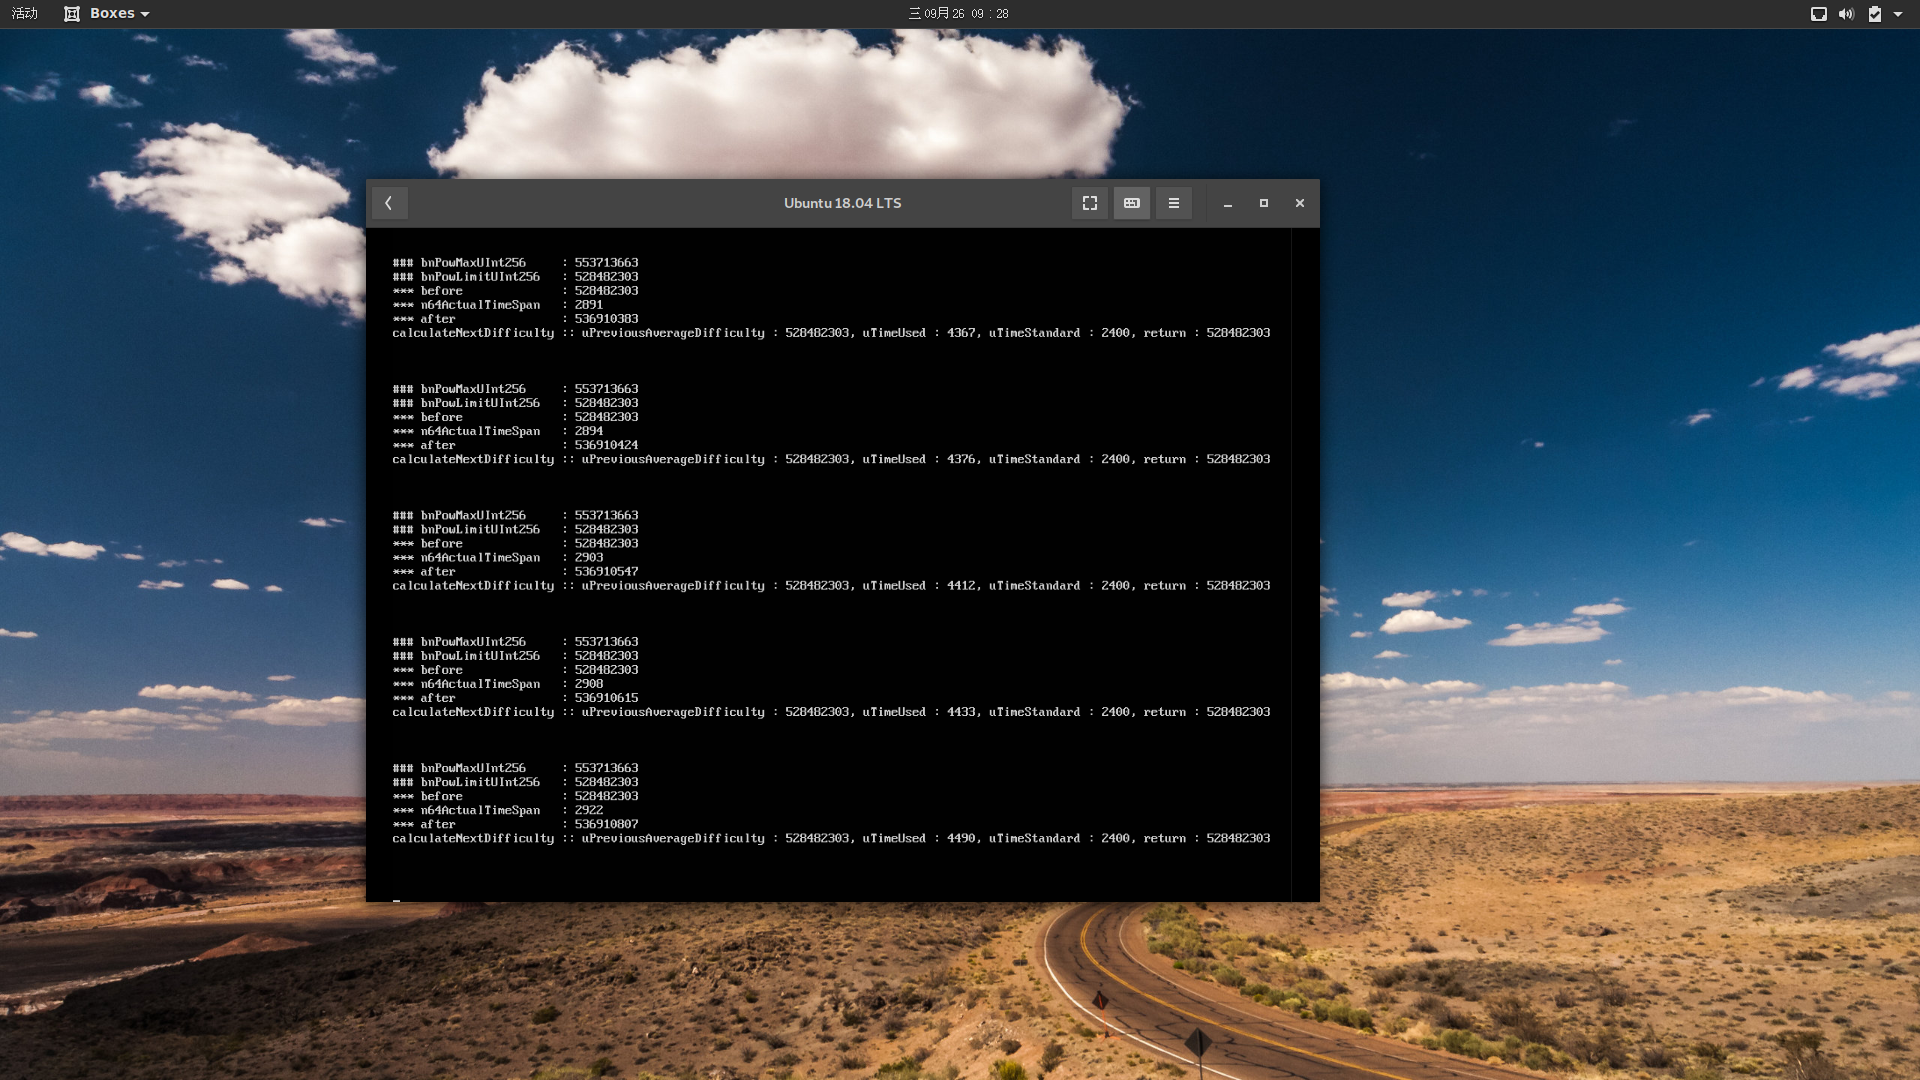 活动 Boxes 三 09月 26 09：28
Ubuntu 18.04 LTS
### bnPowMaxUInt256 : 553713663
### bnPowLimitUInt256 : 528482303
*** before : 528482303
*** n64ActualTimeSpan : 2891
*** after : 536910383
calculateNextDifficulty :: uPreviousAverageDifficulty : 528482303, uTimeUsed : 4367, uTimeStandard : 2400, return : 528482303
### bnPowMaxUInt256 : 553713663
### bnPowLimitUInt256 : 528482303
*** before : 528482303
*** n64ActualTimeSpan : 2894
*** after : 536910424
calculateNextDifficulty :: uPreviousAverageDifficulty : 528482303, uTimeUsed : 4376, uTimeStandard : 2400, return : 528482303
### bnPowMaxUInt256 : 553713663
### bnPowLimitUInt256 : 528482303
*** before : 528482303
*** n64ActualTimeSpan : 2903
*** after : 536910547
calculateNextDifficulty :: uPreviousAverageDifficulty : 528482303, uTimeUsed : 4412, uTimeStandard : 2400, return : 528482303
### bnPowMaxUInt256 : 553713663
### bnPowLimitUInt256 : 528482303
*** before : 528482303
*** n64ActualTimeSpan : 2908
*** after : 536910615
calculateNextDifficulty :: uPreviousAverageDifficulty : 528482303, uTimeUsed : 4433, uTimeStandard : 2400, return : 528482303
### bnPowMaxUInt256 : 553713663
### bnPowLimitUInt256 : 528482303
*** before : 528482303
*** n64ActualTimeSpan : 2922
*** after : 536910807
calculateNextDifficulty :: uPreviousAverageDifficulty : 528482303, uTimeUsed : 4490, uTimeStandard : 2400, return : 528482303